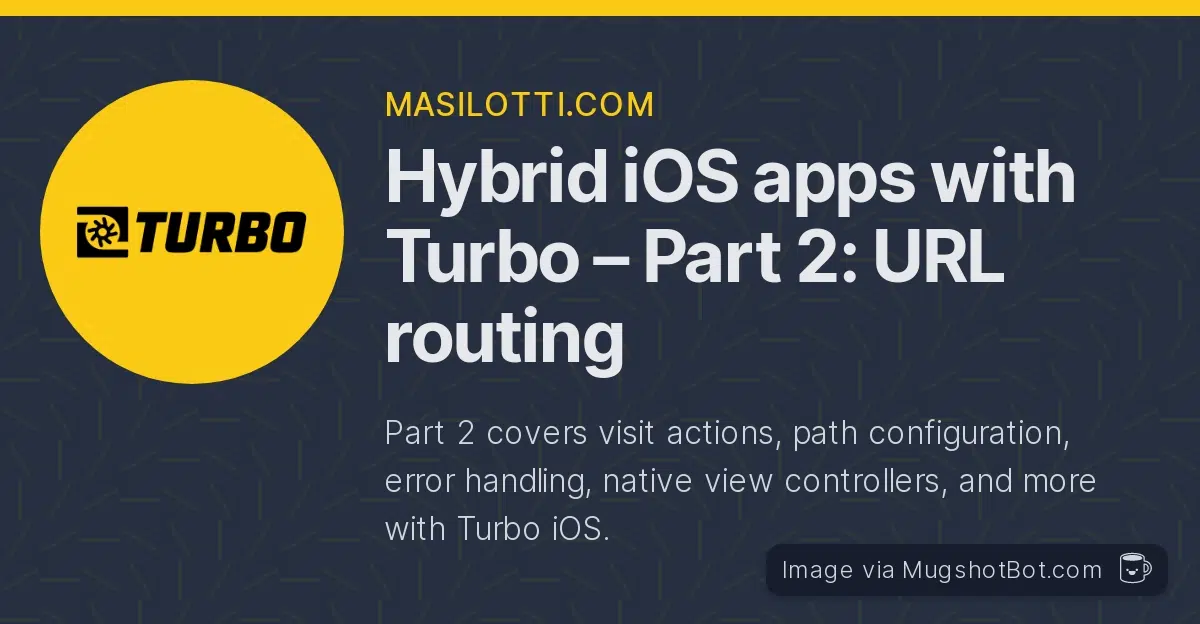 MASILOTTI.COM
TURBO
Hybrid iOS apps with
Turbo – Part 2: URL
routing
Part 2 covers visit actions, path configuration,
error handling, native view controllers, and more
with Turbo iOS.
Image via MugshotBot.com